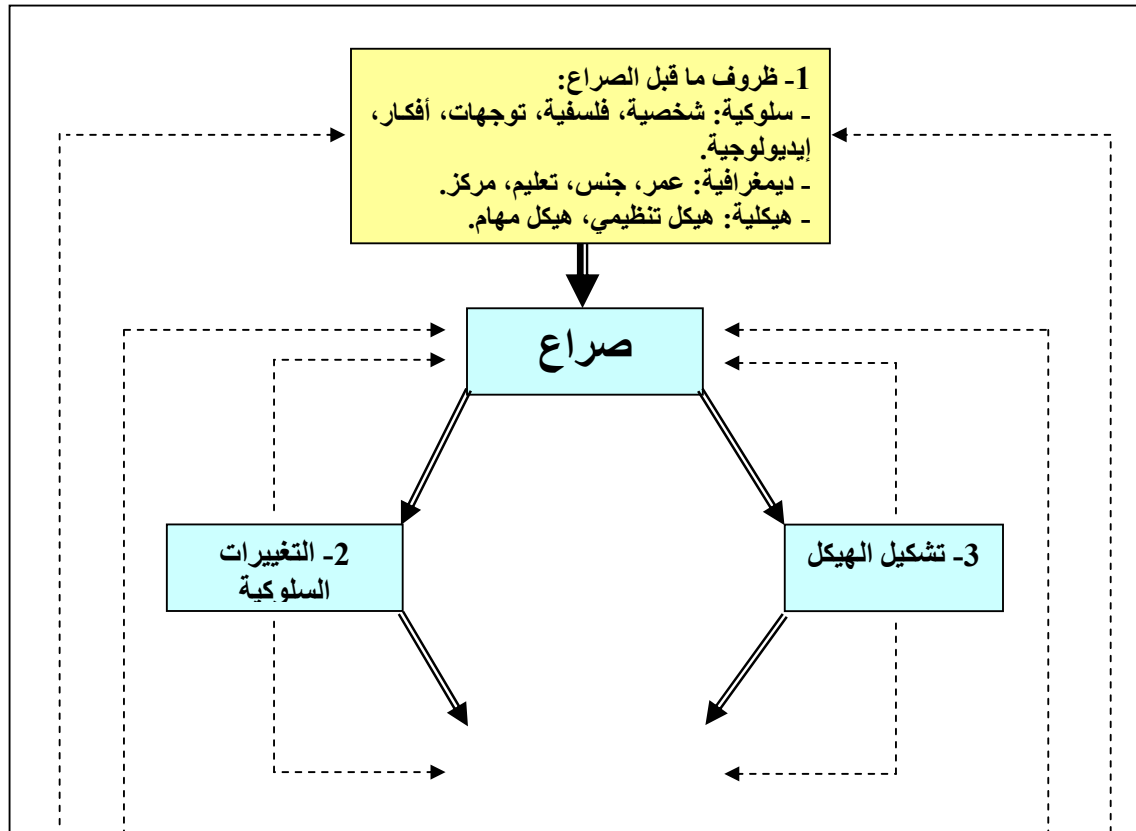 1- ظروف ما قبل الصراع:
- سلوكية: شخصية، فلسفية، توجهات، أفكار،
إيديولوجية.
- ديمغرافية: عمر، جنس، تعليم، مركز.
- هيكلية: هيكل تنظيمي، هيكل مهام.
صراع
2- التغييرات
السلوكية
3- تشكيل الهيكل